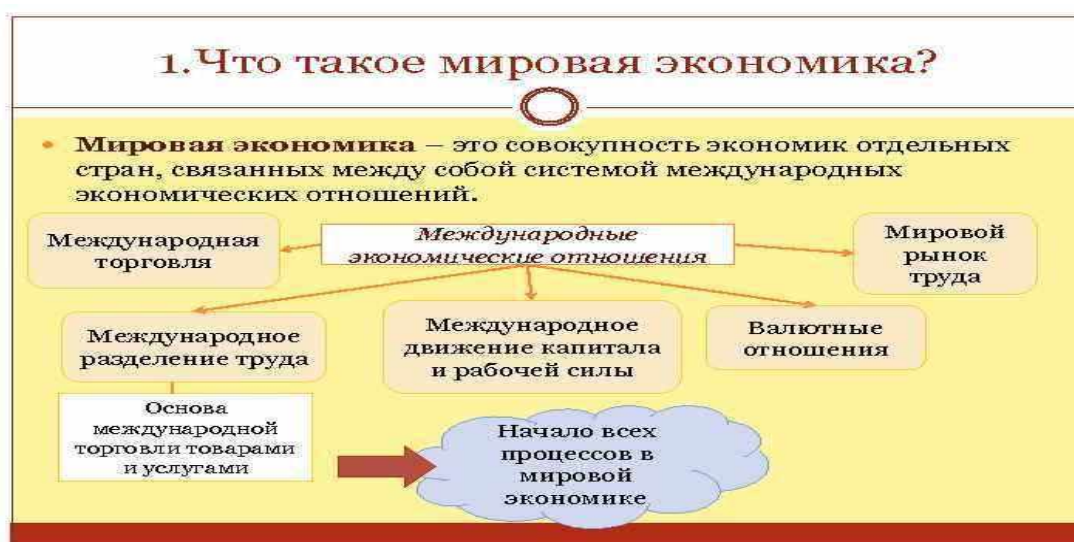 1.Что такое мировая экономика?
• Мировая экономика – это совокупность экономик отдельных
стран, связанных между собой системой международных
экономических отношений.
Международная
торговля
Международные
экономические отношения
Мировой
рынок
труда
Международное
разделение труда
Международное
движение капитала
и рабочей силы
Валютные
отношения
Основа
международной
торговли товарами
и услугами
Начало всех
процессов в
мировой
экономике